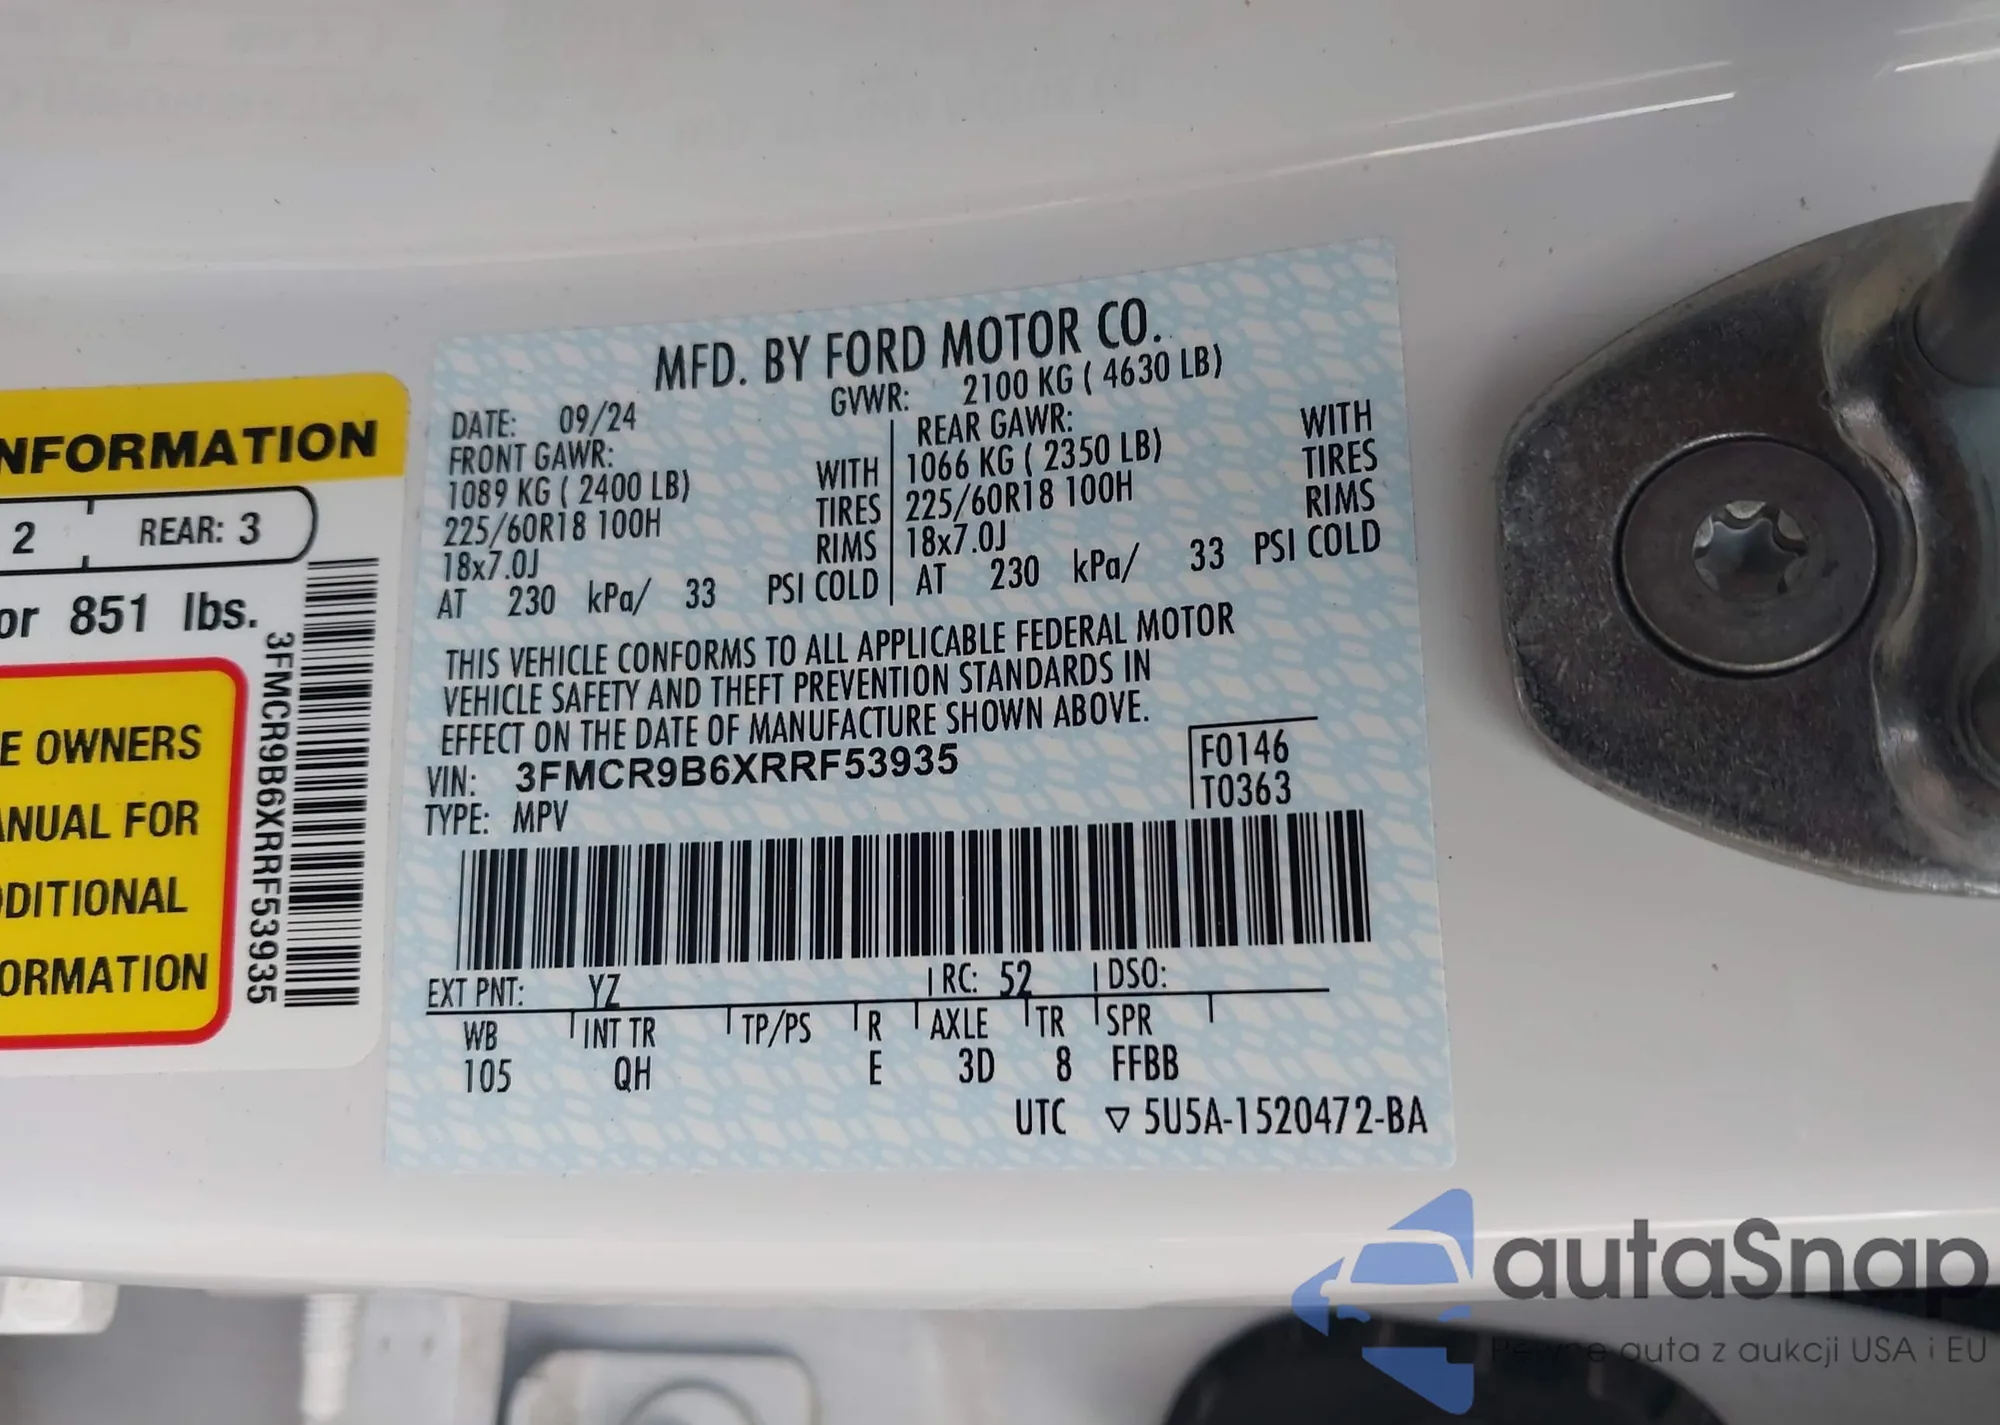 NFORMATION
2 REAR: 3
or 851 lbs.
E OWNERS
ANUAL FOR
DDITIONAL
ORMATION
3FMCR9B6XRRF53935
MFD. BY FORD MOTOR CO.
DATE: 09/24 GVWR: 2100 KG ( 4630 LB)
FRONT GAWR: REAR GAWR:
1089 KG ( 2400 LB) WITH 1066 KG ( 2350 LB) WITH
225/60R18 100H TIRES 225/60R18 100H TIRES
18x7.0J RIMS 18x7.0J RIMS
AT 230 kPa/ 33 PSI COLD AT 230 kPa/ 33 PSI COLD
THIS VEHICLE CONFORMS TO ALL APPLICABLE FEDERAL MOTOR
VEHICLE SAFETY AND THEFT PREVENTION STANDARDS IN
EFFECT ON THE DATE OF MANUFACTURE SHOWN ABOVE.
VIN: 3FMCR9B6XRRF53935 F0146
TYPE: MPV T0363
EXT PNT: YZ RC: 52 DSO:
WB INT TR TP/PS R AXLE TR SPR
105 QH E 3D 8 FFBB
UTC ▽ 5U5A-1520472-BA
autaSnap
Pewne auta z aukcji USA i EU